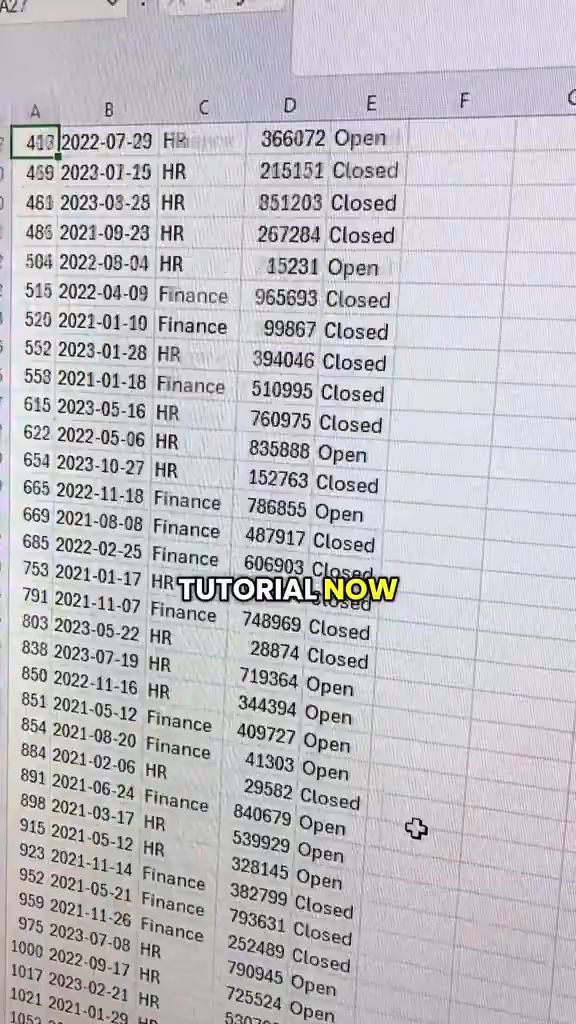 A27
A B C D E F
2022-07-29 HR 366072 Open
469 2023-01-15 HR 215151 Closed
2023-03-28 HR 851203 Closed
486 2021-09-23 HR 267284 Closed
504 2022-08-04 HR 15231 Open
515 2022-04-09 Finance 965693 Closed
520 2021-01-10 Finance 99867 Closed
552 2023-01-28 HR 394046 Closed
558 2021-01-18 Finance 510995 Closed
615 2023-05-16 HR 760975 Closed
622 2022-05-06 HR 835888 Open
654 2023-10-27 HR 152763 Closed
665 2022-11-18 Finance 786855 Open
669 2021-08-08 Finance 487917 Closed
685 2022-02-25 Finance 606903 Closed
753 2021-01-17 HR Closed
TUTORIAL NOW
791 2021-11-07 Finance 748969 Closed
803 2023-05-22 HR 28874 Closed
838 2023-07-19 HR 719364 Open
850 2022-11-16 HR 344394 Open
851 2021-05-12 Finance 409727 Open
854 2021-08-20 Finance 41303 Open
884 2021-02-06 HR 29582 Closed
891 2021-06-24 Finance 840679 Open
898 2021-03-17 HR 539929 Open
915 2021-05-12 HR 328145 Open
923 2021-11-14 Finance 382799 Closed
952 2021-05-21 Finance 793631 Closed
959 2021-11-26 Finance 252489 Closed
975 2023-07-08 HR 790945 Open
1000 2022-09-17 HR 725524 Open
1017 2023-02-21 HR
1021 2021-01-29 HR